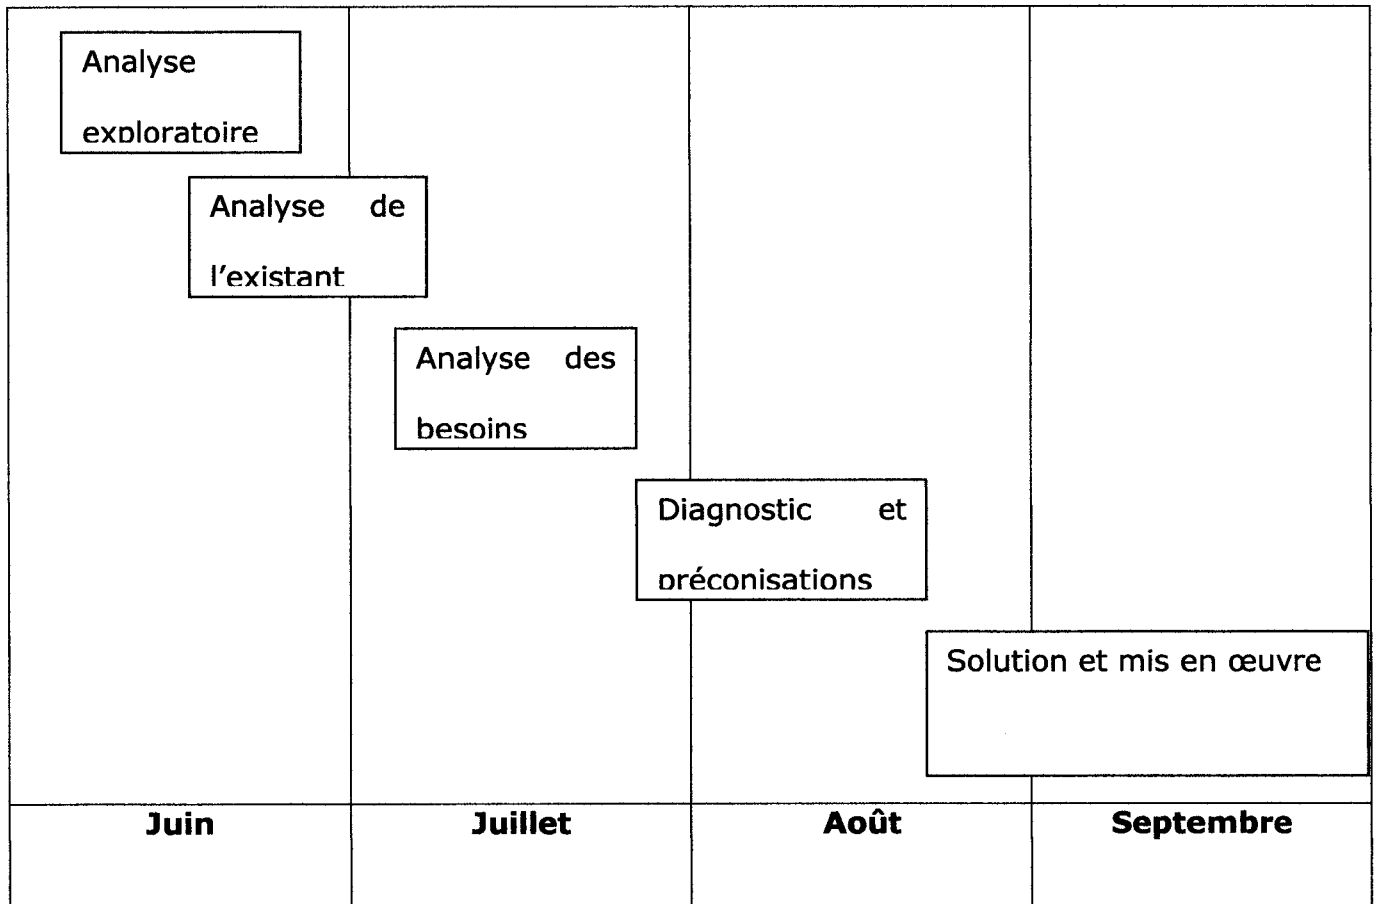 Analyse
exploratoire
Analyse de
l'existant
Analyse des
besoins
Diagnostic et
préconisations
Solution et mis en œuvre
Juin Juillet Août Septembre